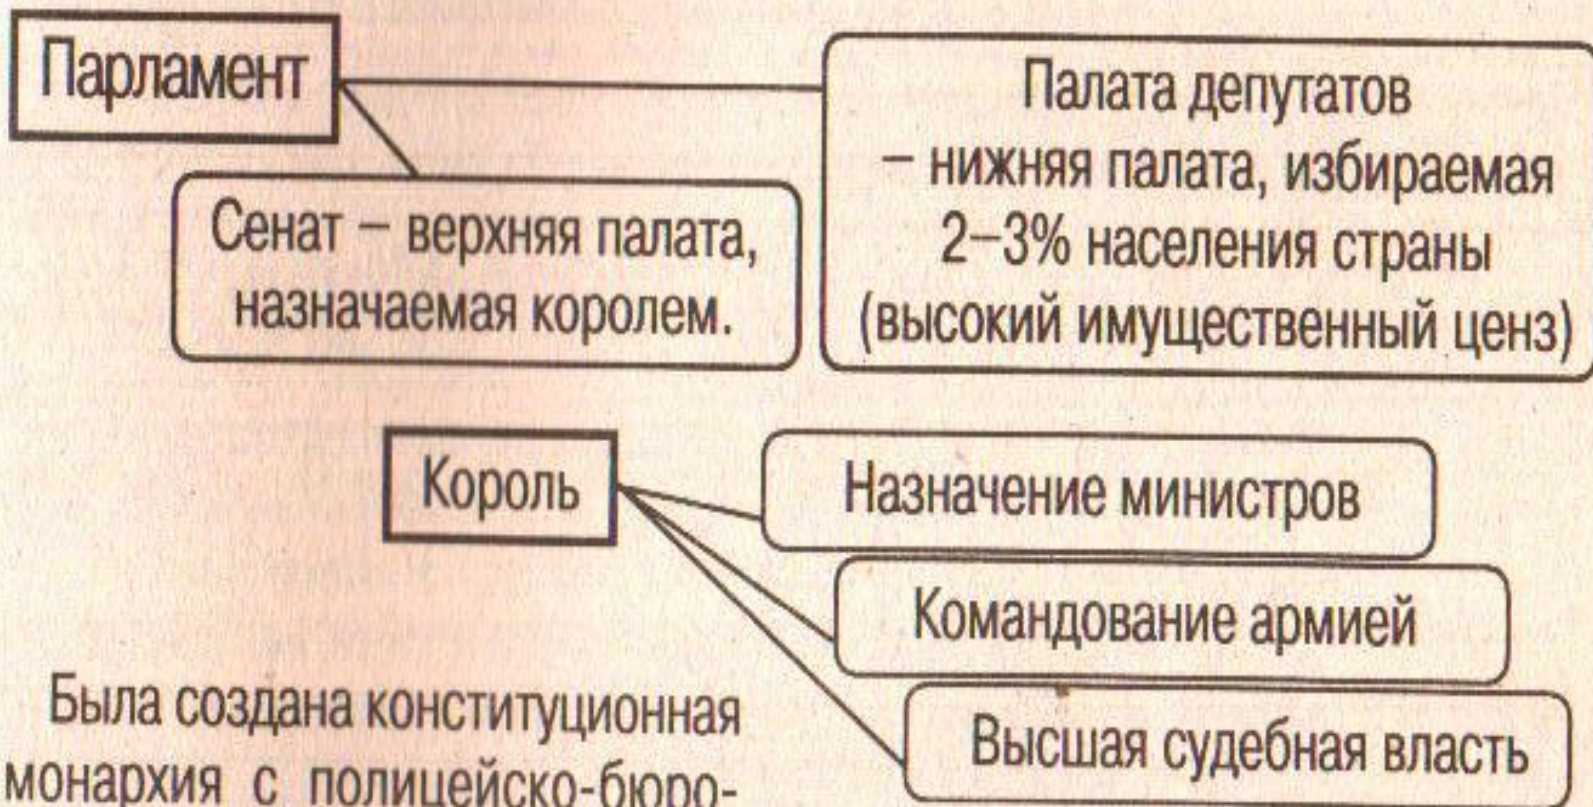 Парламент
Палата депутатов
– нижняя палата, избираемая
2–3% населения страны
(высокий имущественный ценз)
Сенат – верхняя палата,
назначаемая королем.
Король
Назначение министров
Командование армией
Высшая судебная власть
Была создана конституционная
монархия с полицейско-бюро-